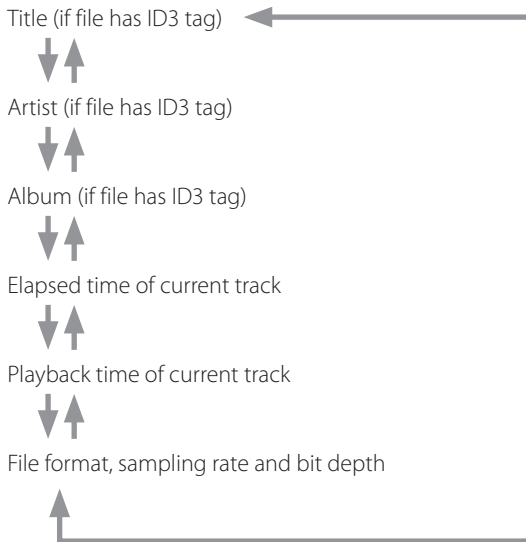 Title (if file has ID3 tag)
Artist (if file has ID3 tag)
Album (if file has ID3 tag)
Elapsed time of current track
Playback time of current track
File format, sampling rate and bit depth